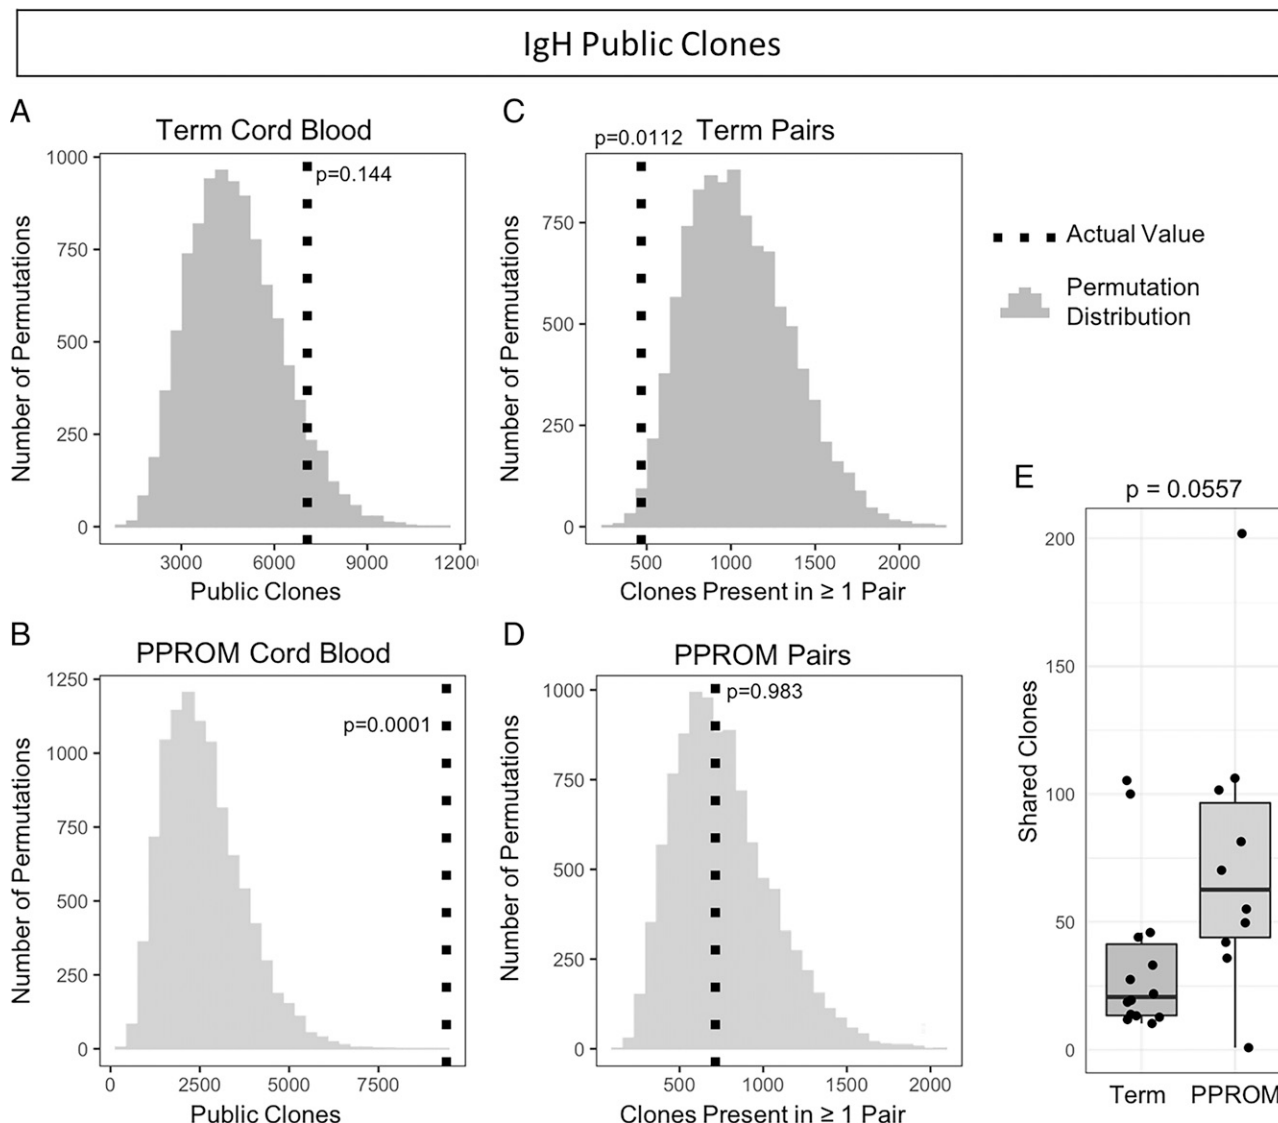 IgH Public Clones
A
Term Cord Blood
p=0.144
Number of Permutations
1000
750
500
250
0
3000
6000
9000
1200
Public Clones
C
Term Pairs
p=0.0112
Number of Permutations
750
500
250
0
500
1000
1500
2000
Clones Present in ≥ 1 Pair
Actual Value
Permutation
Distribution
B
PPROM Cord Blood
p=0.0001
Number of Permutations
1250
1000
750
500
250
0
0
2500
5000
7500
Public Clones
D
PPROM Pairs
p=0.983
Number of Permutations
1000
750
500
250
0
500
1000
1500
2000
Clones Present in ≥ 1 Pair
E
p = 0.0557
Shared Clones
200
150
100
50
0
Term
PPROM